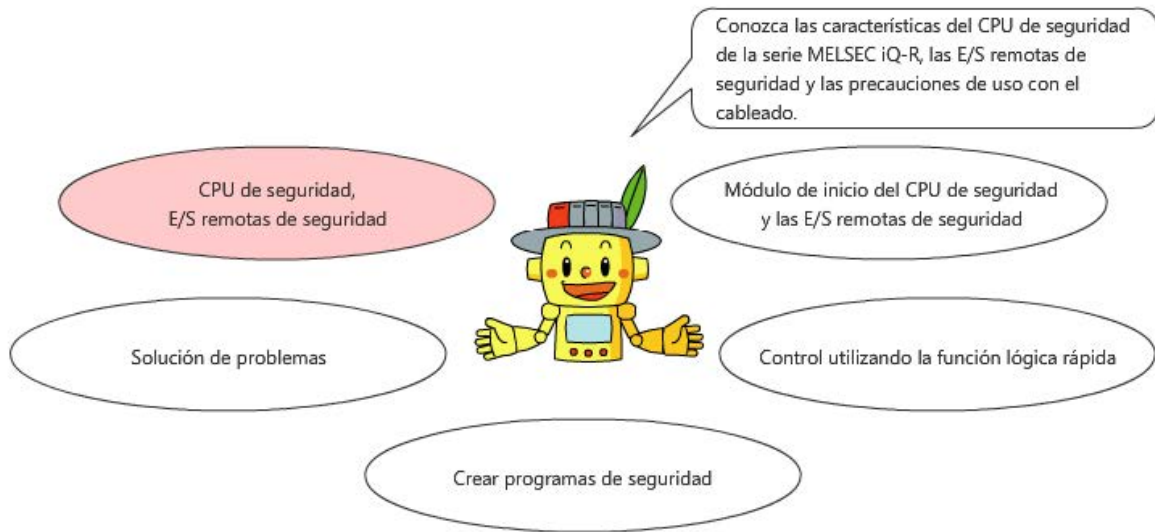 Conozca las características del CPU de seguridad
de la serie MELSEC iQ-R, las E/S remotas de
seguridad y las precauciones de uso con el
cableado.
CPU de seguridad,
E/S remotas de seguridad
Módulo de inicio del CPU de seguridad
y las E/S remotas de seguridad
Solución de problemas
Control utilizando la función lógica rápida
Crear programas de seguridad